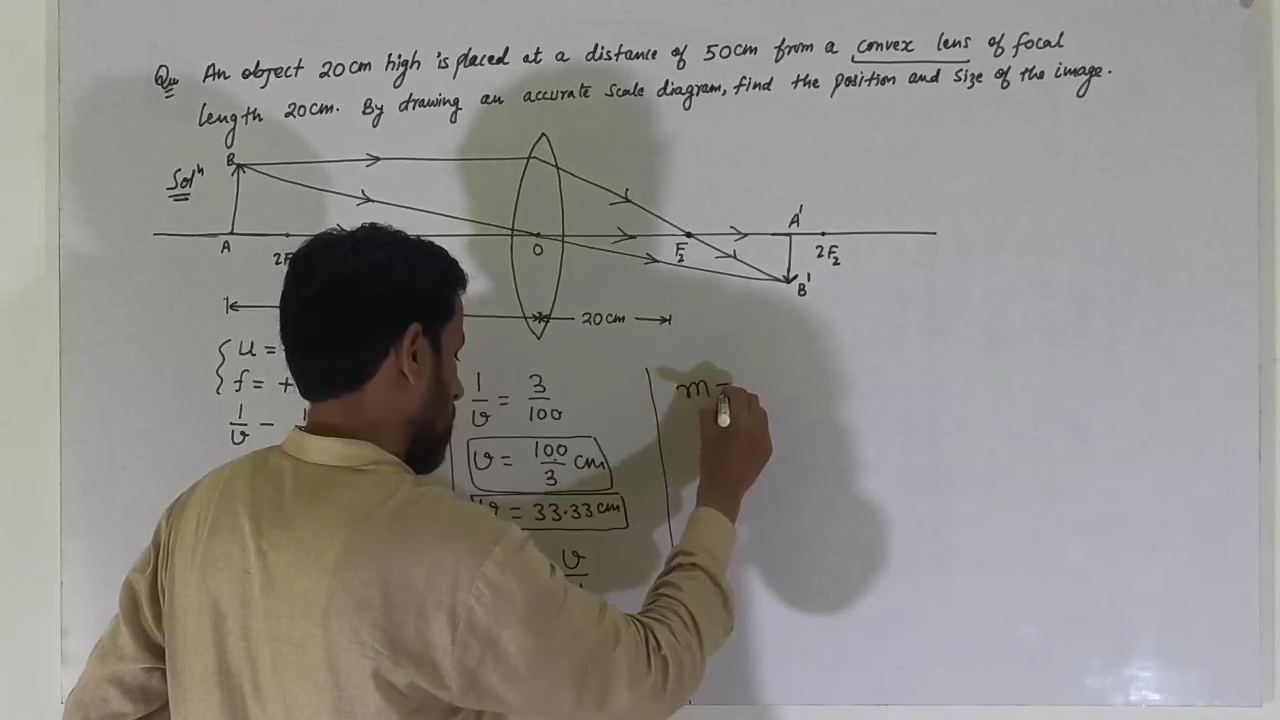 Qu An object 20cm high is placed at a distance of 50cm from a convex lens of focal
length 20cm. By drawing an accurate scale diagram, find the position and size of the image.
Solⁿ
B
A
2F
O
F₂
A'
2F₂
B'
20cm
u =
f = +
1/v -
1/v = 3/100
v = 100/3 cm
v = 33.33 cm
v
m =